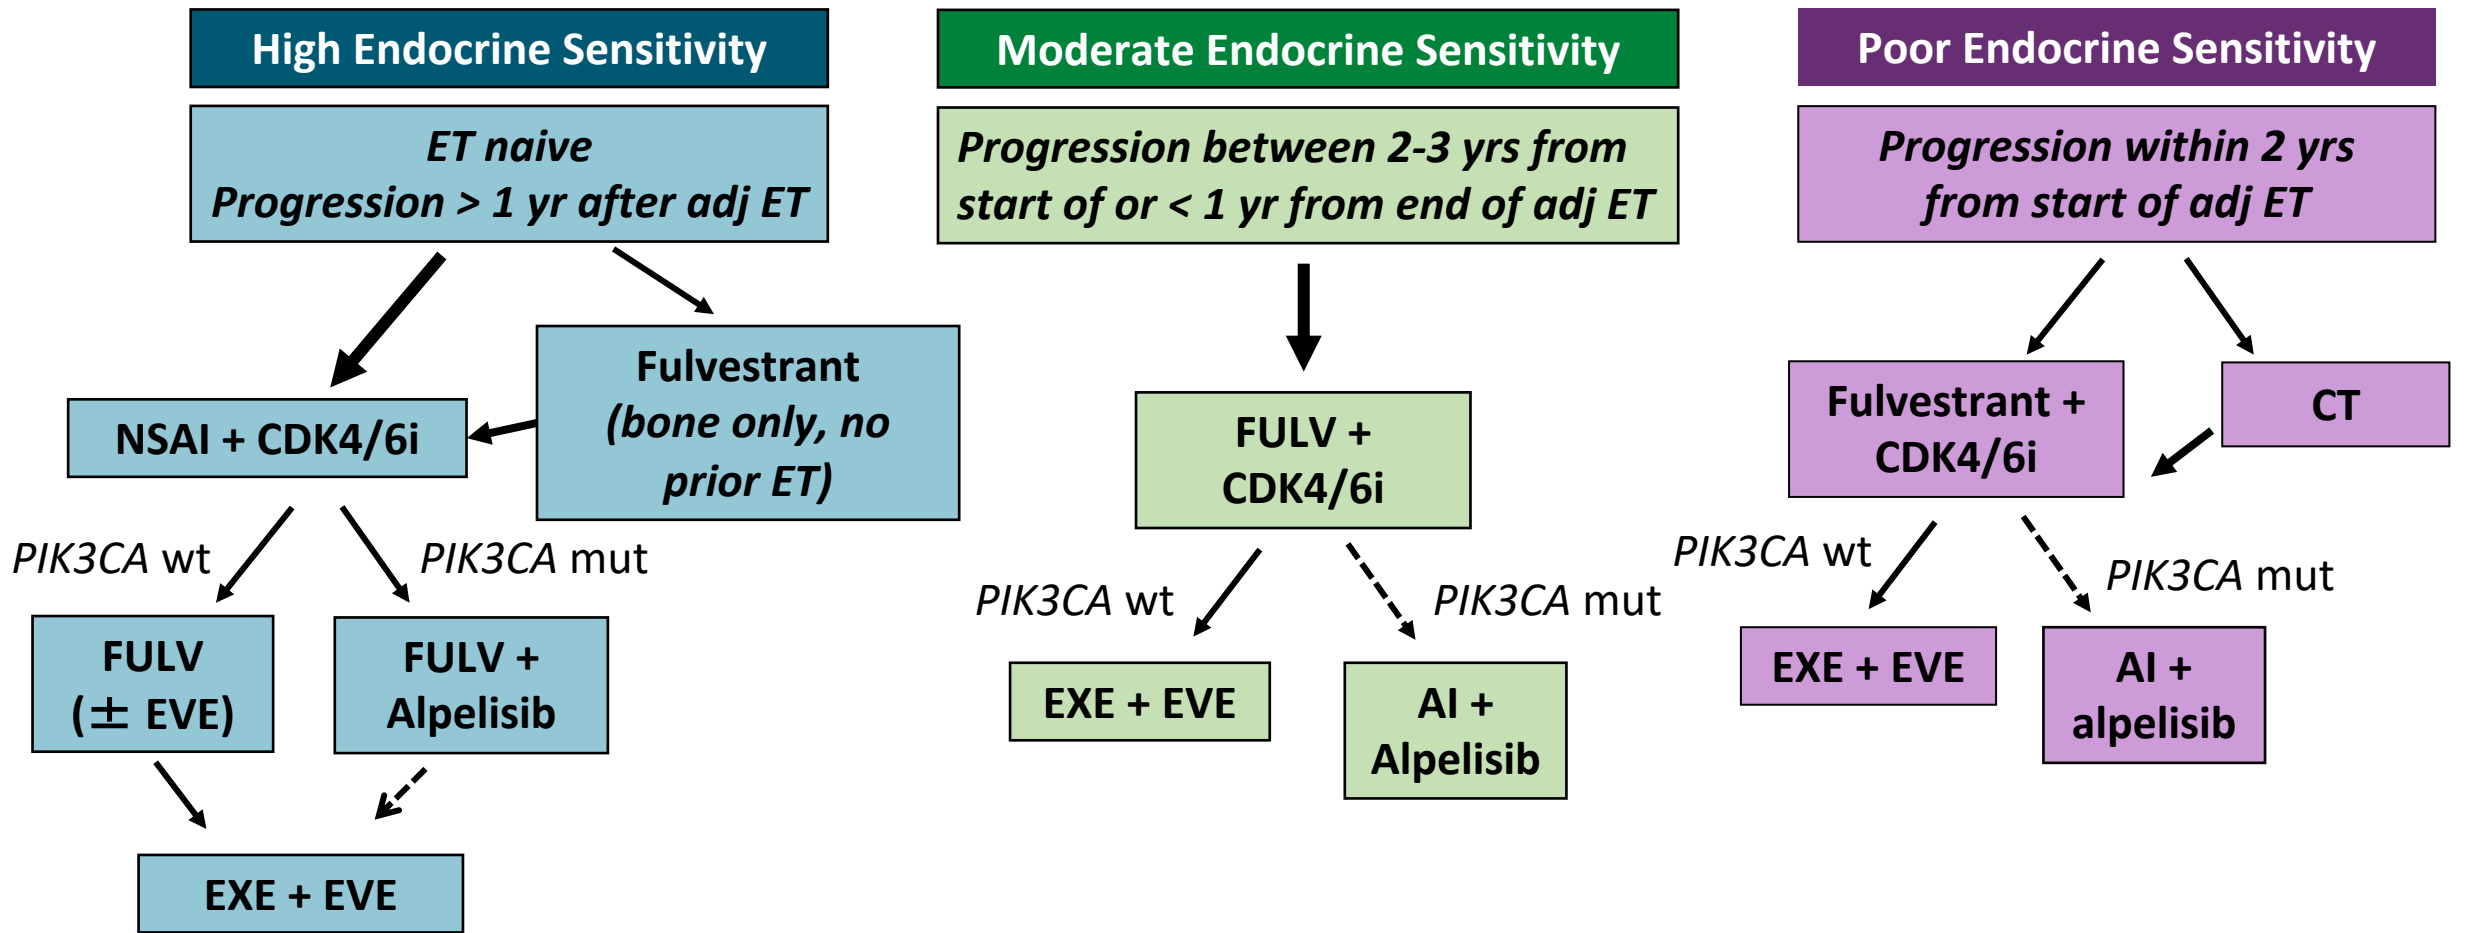 High Endocrine Sensitivity
ET naive
Progression > 1 yr after adj ET
Fulvestrant
(bone only, no
prior ET)
NSAI + CDK4/6i
PIK3CA wt
PIK3CA mut
FULV
(± EVE)
FULV +
Alpelisib
EXE + EVE
Moderate Endocrine Sensitivity
Progression between 2-3 yrs from
start of or < 1 yr from end of adj ET
FULV +
CDK4/6i
PIK3CA wt
PIK3CA mut
EXE + EVE
AI +
Alpelisib
Poor Endocrine Sensitivity
Progression within 2 yrs
from start of adj ET
Fulvestrant +
CDK4/6i
CT
PIK3CA wt
PIK3CA mut
EXE + EVE
AI +
alpelisib